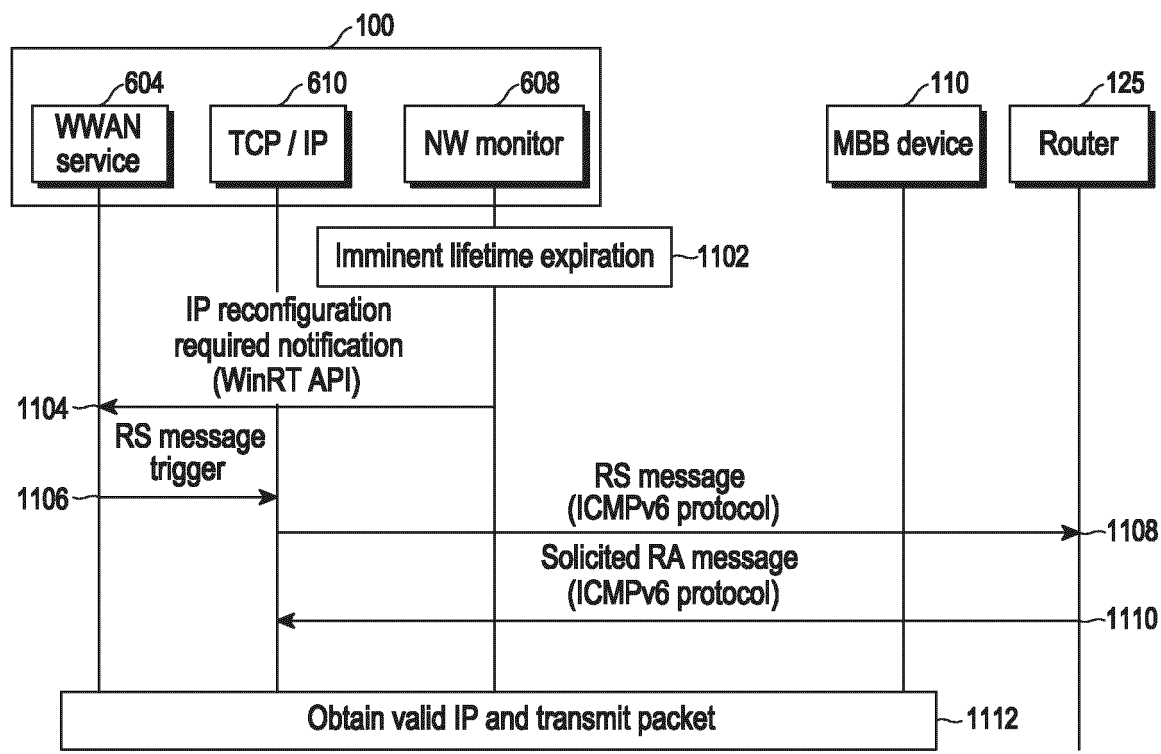 100
604
610
608
110
125
WWAN
service
TCP / IP
NW monitor
MBB device
Router
Imminent lifetime expiration
1102
IP reconfiguration
required notification
(WinRT API)
1104
RS message
trigger
1106
RS message
(ICMPv6 protocol)
1108
Solicited RA message
(ICMPv6 protocol)
1110
Obtain valid IP and transmit packet
1112